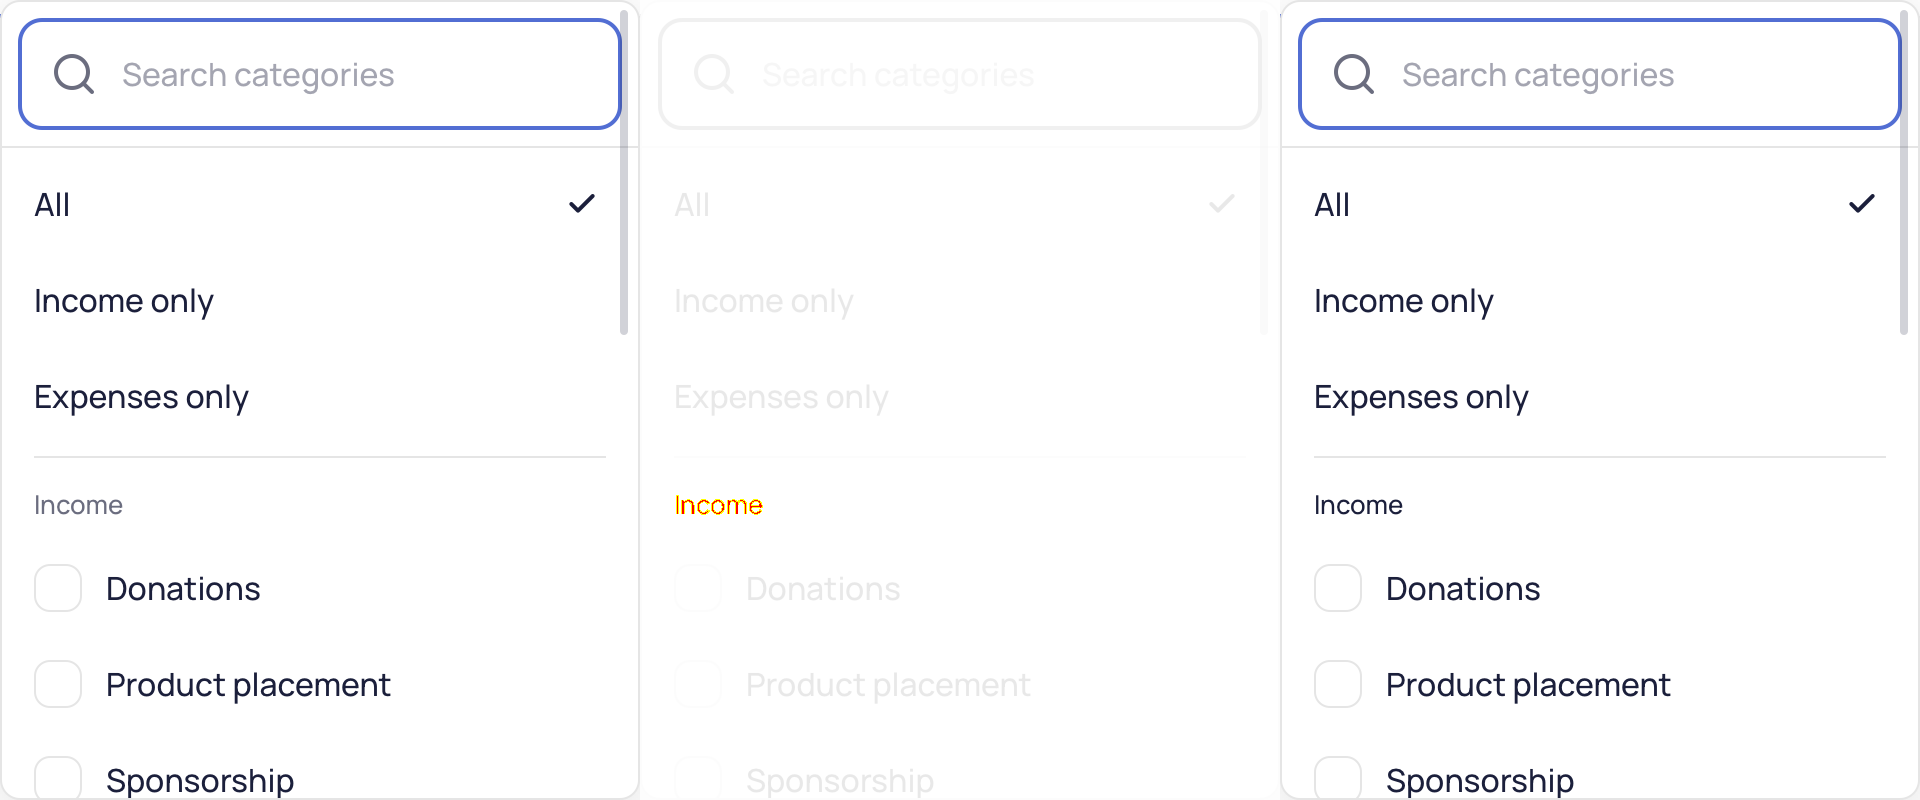 Search categories
All
Income only
Expenses only
Income
Donations
Product placement
Sponsorship
Search categories
All
Income only
Expenses only
Income
Donations
Product placement
Sponsorship
Search categories
All
Income only
Expenses only
Income
Donations
Product placement
Sponsorship